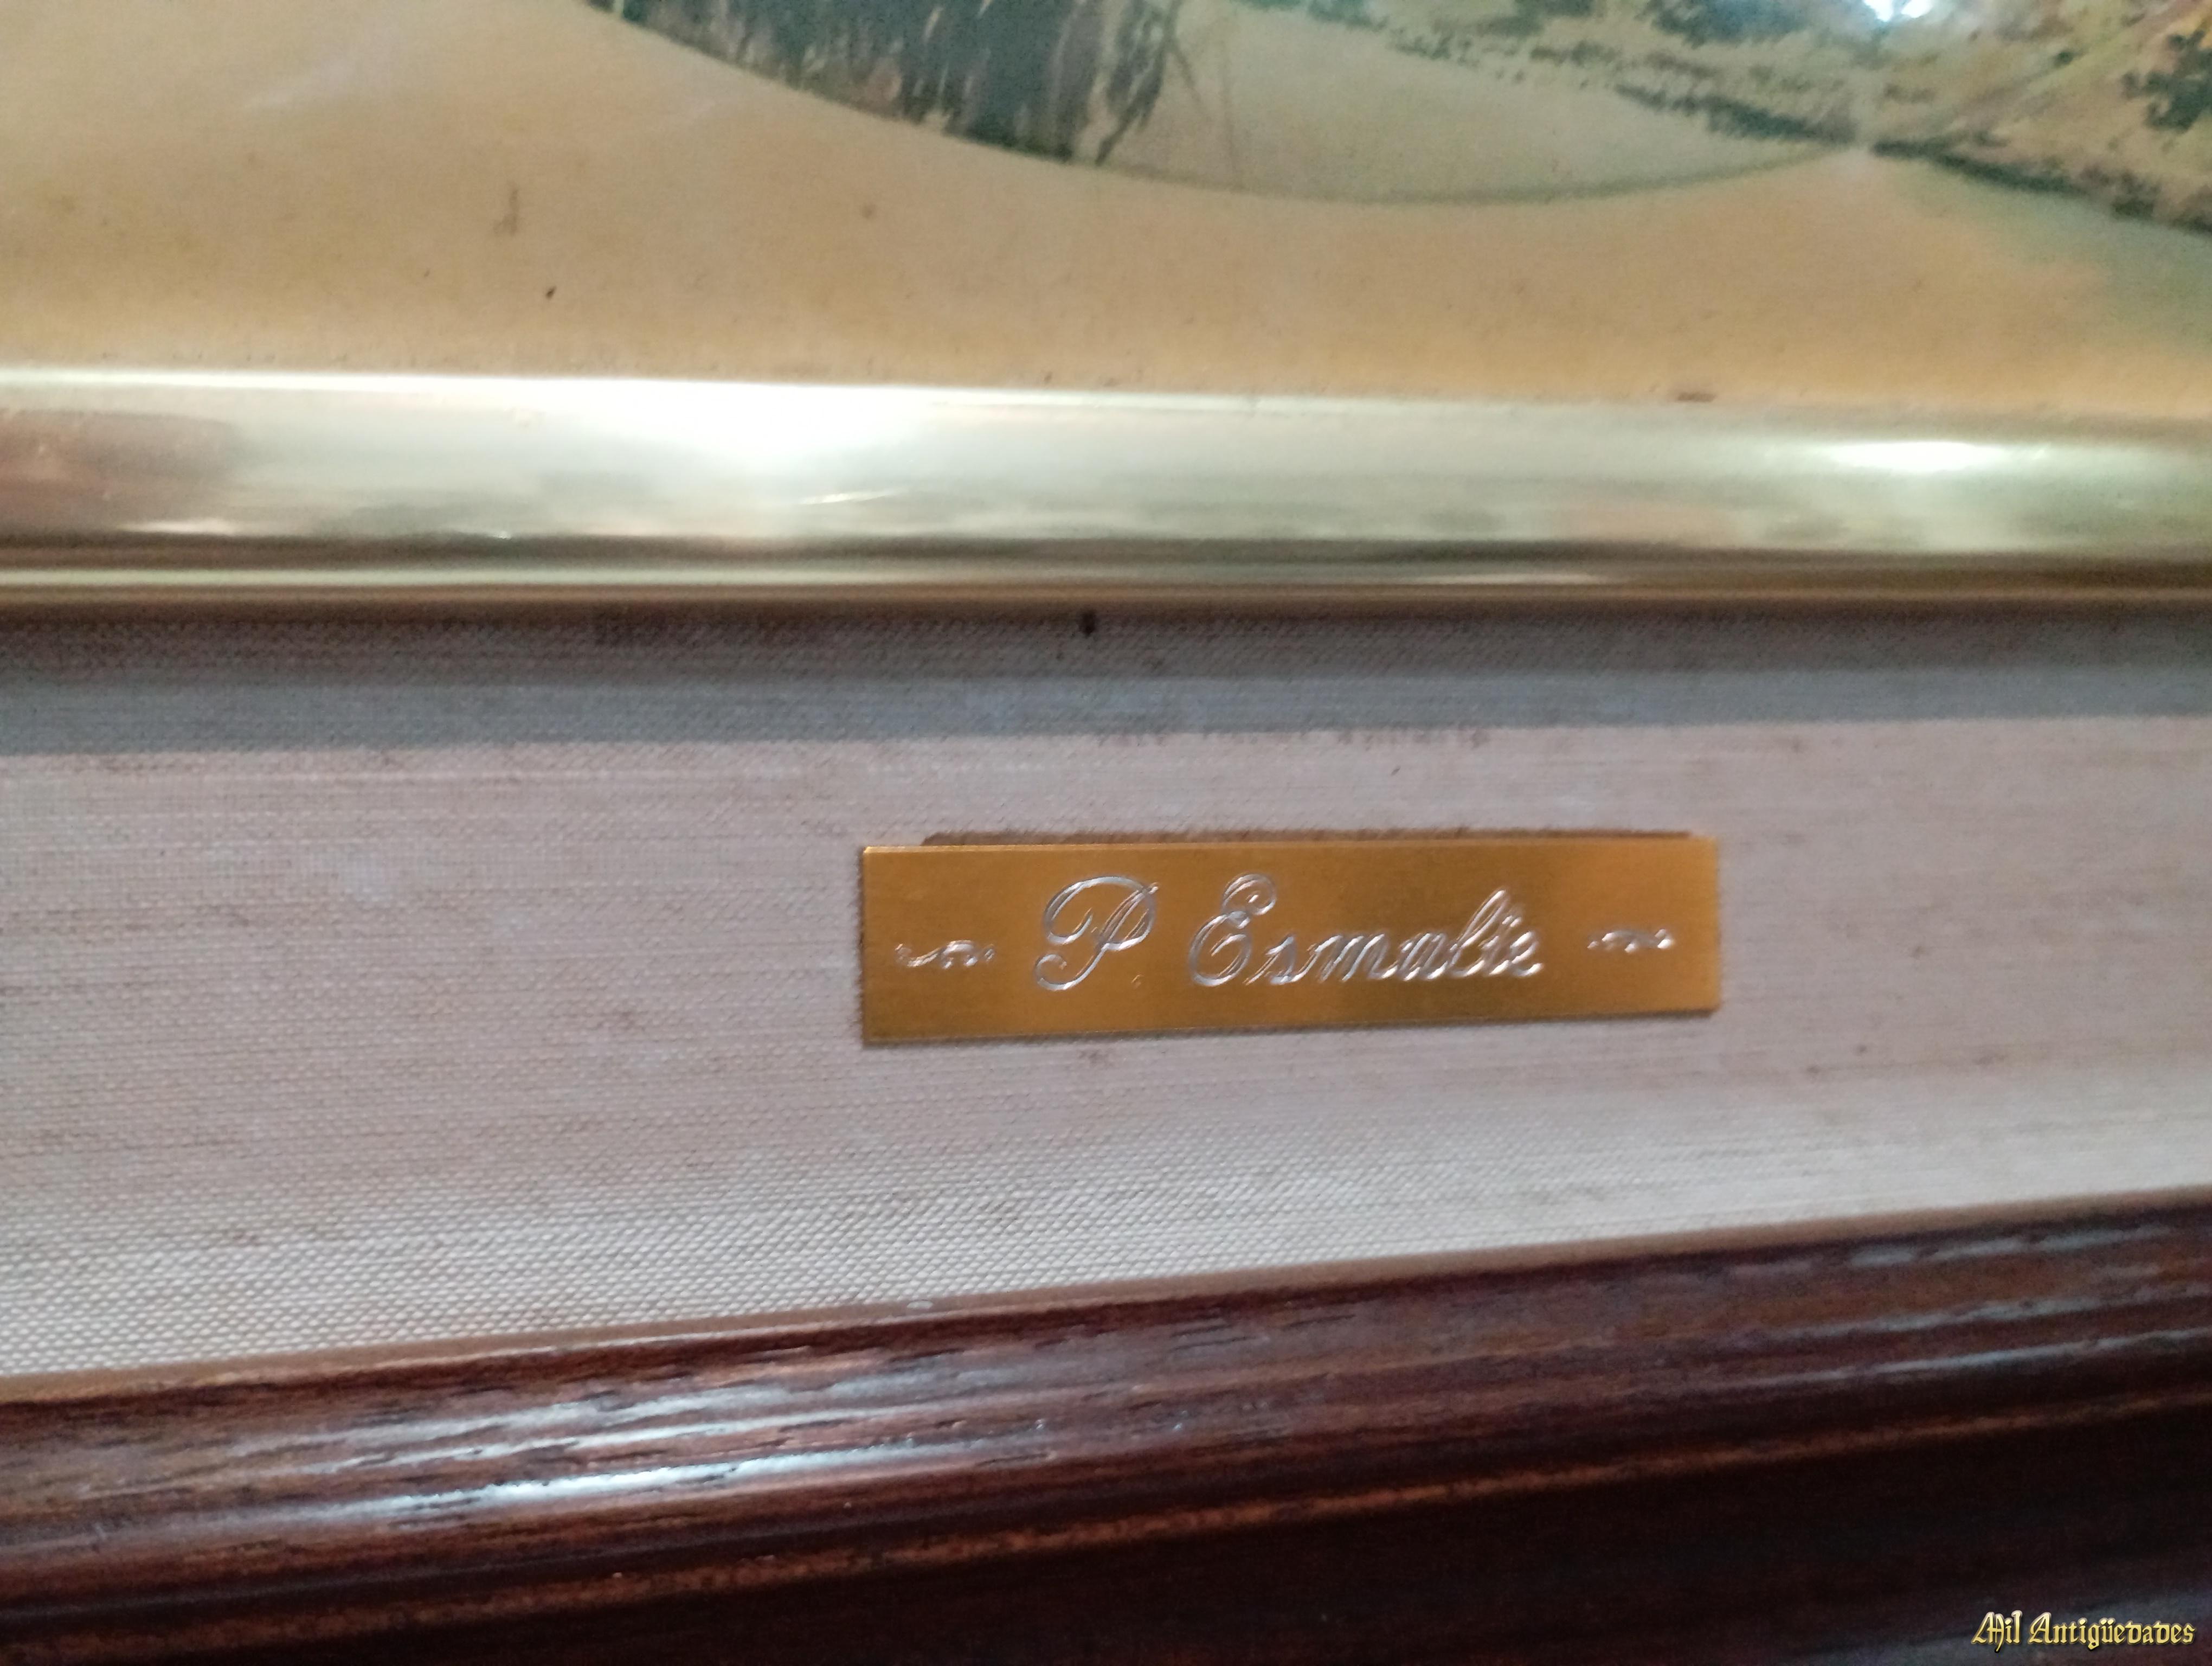 P. Esmalte
Mil Antigüedades